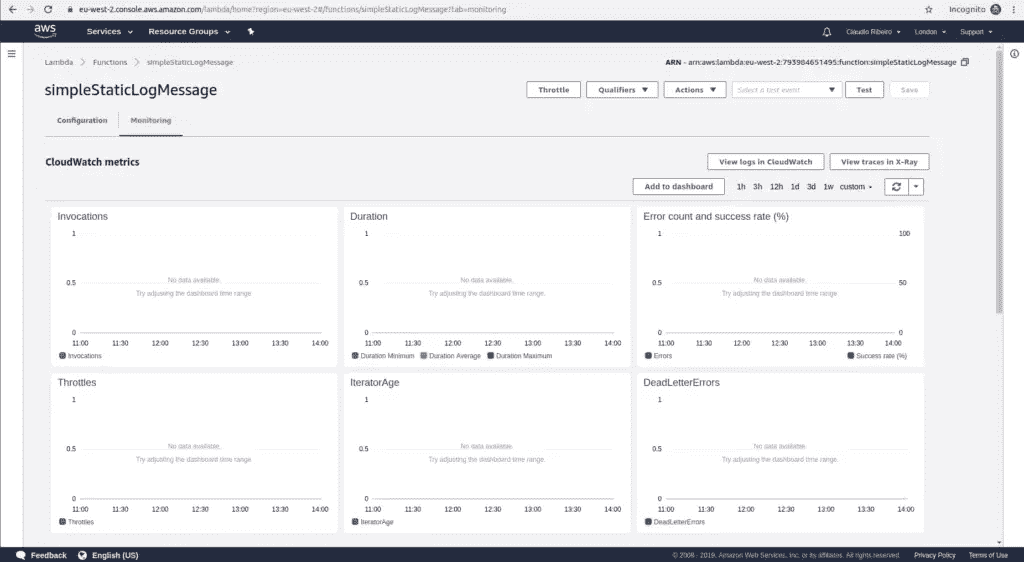 eu-west-2.console.aws.amazon.com/lambda/home?region=eu-west-2#/functions/simpleStaticLogMessage?tab=monitoring Incognito
aws Services Resource Groups Claudio Ribeiro London Support
Lambda Functions simpleStaticLogMessage ARN - arn:aws:lambda:eu-west-2:793984651495:function:simpleStaticLogMessage
simpleStaticLogMessage Throttle Qualifiers Actions Select a test event Test Save
Configuration Monitoring
CloudWatch metrics View logs in CloudWatch View traces in X-Ray
Add to dashboard 1h 3h 12h 1d 3d 1w custom
Invocations
1
0.5
0
No data available.
Try adjusting the dashboard time range
11:00 11:30 12:00 12:30 13:00 13:30 14:00
Invocations
Duration
1
0.5
0
No data available.
Try adjusting the dashboard time range.
11:00 11:30 12:00 12:30 13:00 13:30 14:00
Duration Minimum Duration Average Duration Maximum
Error count and success rate (%)
1 100
0.5 50
0 0
No data available.
Try adjusting the dashboard time range
11:00 11:30 12:00 12:30 13:00 13:30 14:00
Errors Success rate (%)
Throttles
1
0.5
0
No data available.
Try adjusting the dashboard time range
11:00 11:30 12:00 12:30 13:00 13:30 14:00
Throttles
IteratorAge
1
0.5
0
No data available.
Try adjusting the dashboard time range.
11:00 11:30 12:00 12:30 13:00 13:30 14:00
IteratorAge
DeadLetterErrors
1
0.5
0
No data available.
Try adjusting the dashboard time range.
11:00 11:30 12:00 12:30 13:00 13:30 14:00
DeadLetterErrors
Feedback English (US) © 2008 - 2019, Amazon Web Services, Inc. or its affiliates. All rights reserved. Privacy Policy Terms of Use